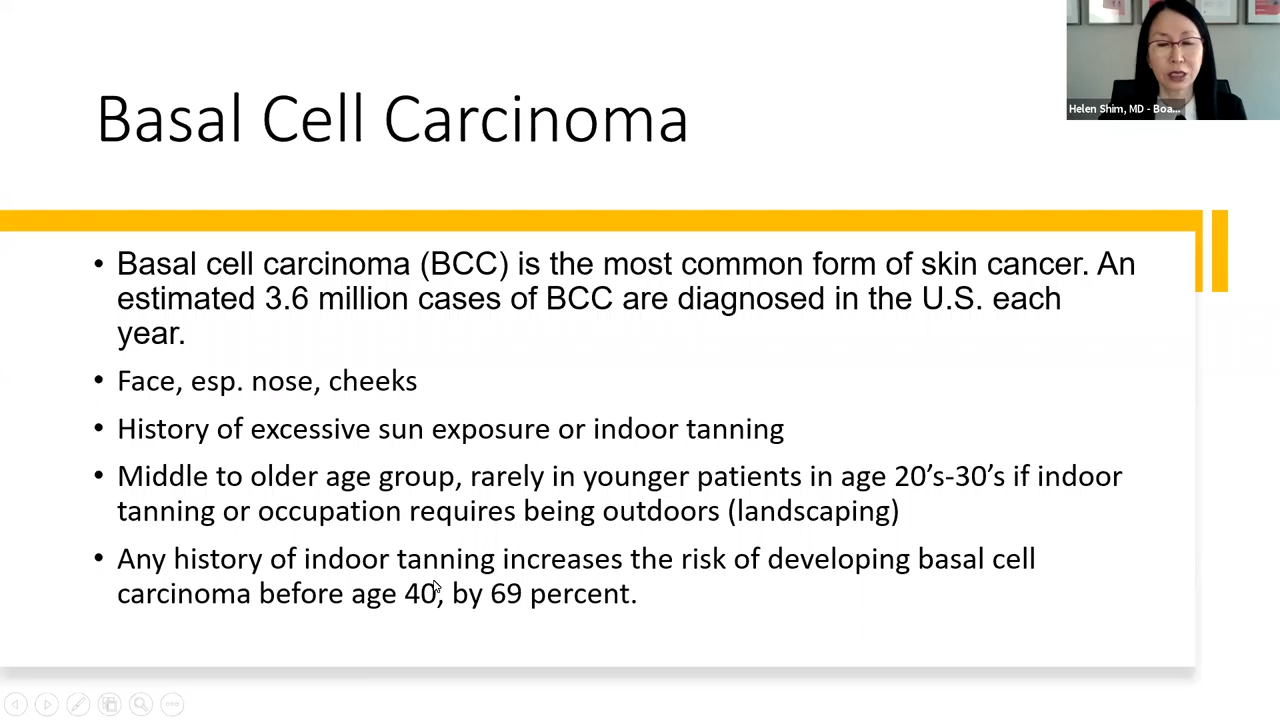 Helen Shim, MD - Boa...
Basal Cell Carcinoma
• Basal cell carcinoma (BCC) is the most common form of skin cancer. An
estimated 3.6 million cases of BCC are diagnosed in the U.S. each
year.
• Face, esp. nose, cheeks
• History of excessive sun exposure or indoor tanning
• Middle to older age group, rarely in younger patients in age 20’s-30’s if indoor
tanning or occupation requires being outdoors (landscaping)
• Any history of indoor tanning increases the risk of developing basal cell
carcinoma before age 40, by 69 percent.